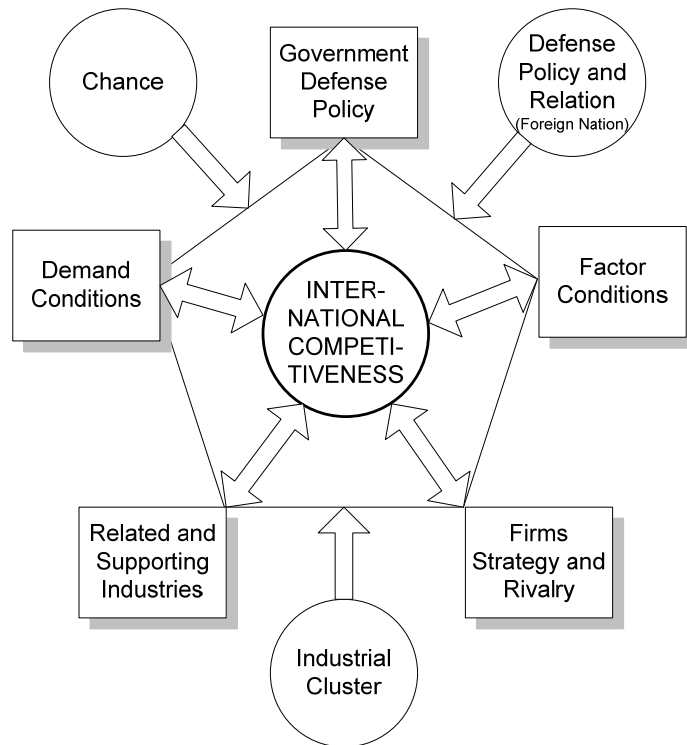 Chance
Government
Defense
Policy
Defense
Policy and
Relation
(Foreign Nation)
Demand
Conditions
INTER-
NATIONAL
COMPETI-
TIVENESS
Factor
Conditions
Related and
Supporting
Industries
Firms
Strategy and
Rivalry
Industrial
Cluster